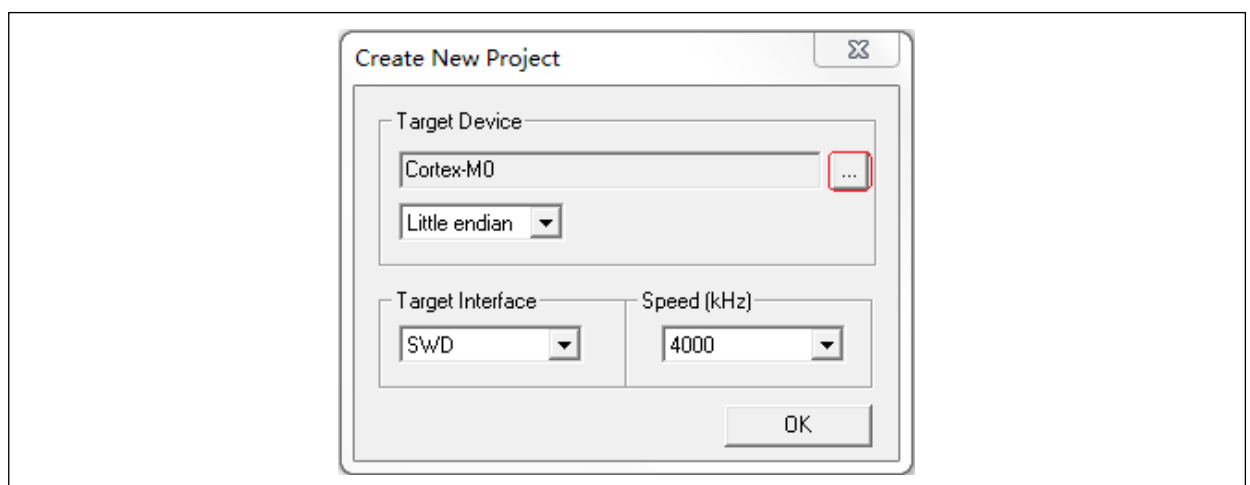 Create New Project
Target Device
Cortex-M0
...
Little endian
Target Interface
Speed (kHz)
SWD
4000
OK